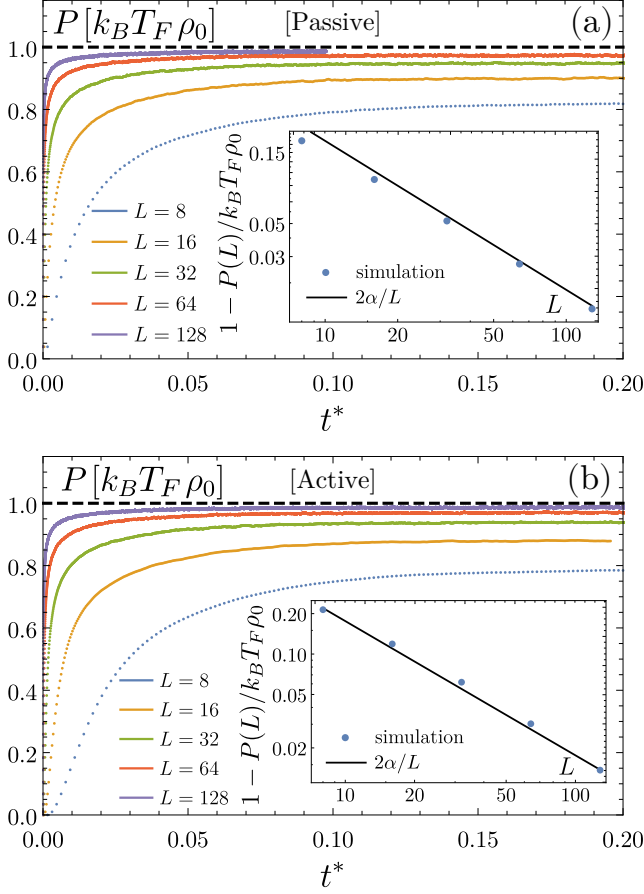 P [k_B T_F ρ_0] [Passive] (a)
1.0
0.8
0.6
0.4
0.2
0.0
L = 8
L = 16
L = 32
L = 64
L = 128
1 − P(L)/k_B T_F ρ_0
0.15
0.05
0.03
simulation
2α/L
L
10 20 50 100
0.00 0.05 0.10 0.15 0.20
t*
P [k_B T_F ρ_0] [Active] (b)
1.0
0.8
0.6
0.4
0.2
0.0
L = 8
L = 16
L = 32
L = 64
L = 128
1 − P(L)/k_B T_F ρ_0
0.20
0.10
0.05
0.02
simulation
2α/L
L
10 20 50 100
0.00 0.05 0.10 0.15 0.20
t*